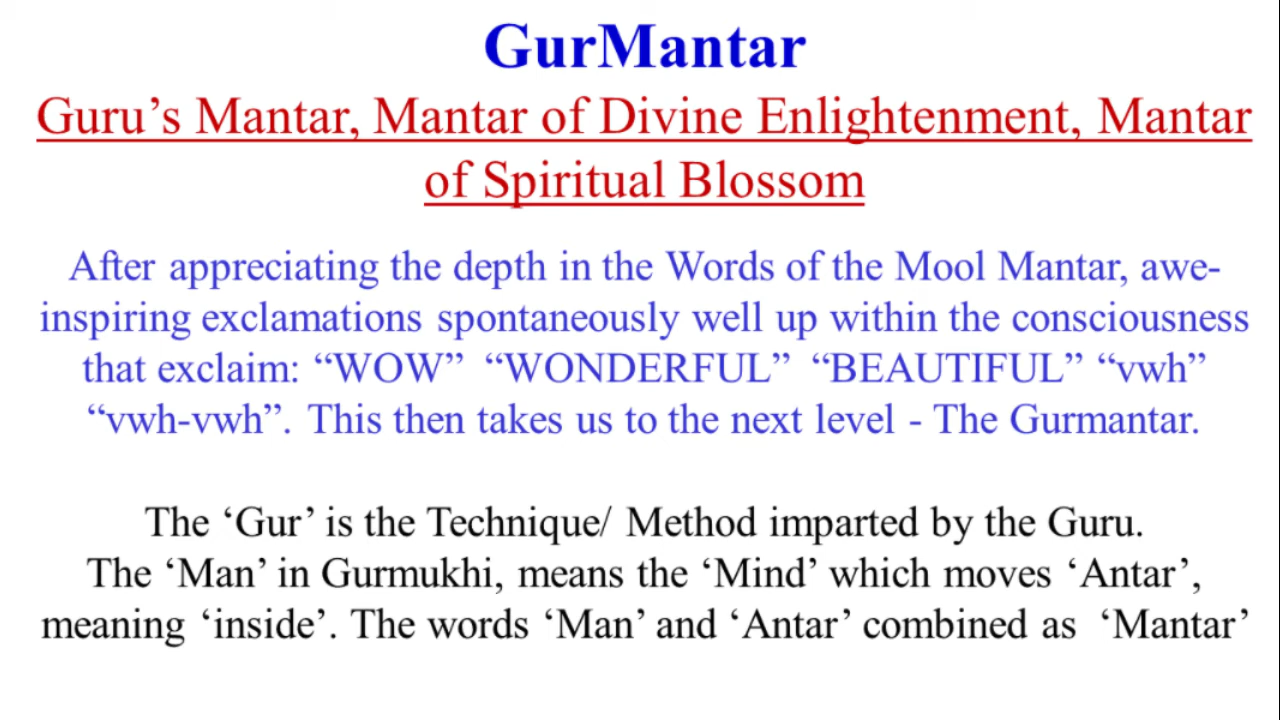 GurMantar
Guru’s Mantar, Mantar of Divine Enlightenment, Mantar
of Spiritual Blossom
After appreciating the depth in the Words of the Mool Mantar, awe-
inspiring exclamations spontaneously well up within the consciousness
that exclaim: “WOW” “WONDERFUL” “BEAUTIFUL” “vwh”
“vwh-vwh”. This then takes us to the next level - The Gurmantar.
The ‘Gur’ is the Technique/ Method imparted by the Guru.
The ‘Man’ in Gurmukhi, means the ‘Mind’ which moves ‘Antar’,
meaning ‘inside’. The words ‘Man’ and ‘Antar’ combined as ‘Mantar’